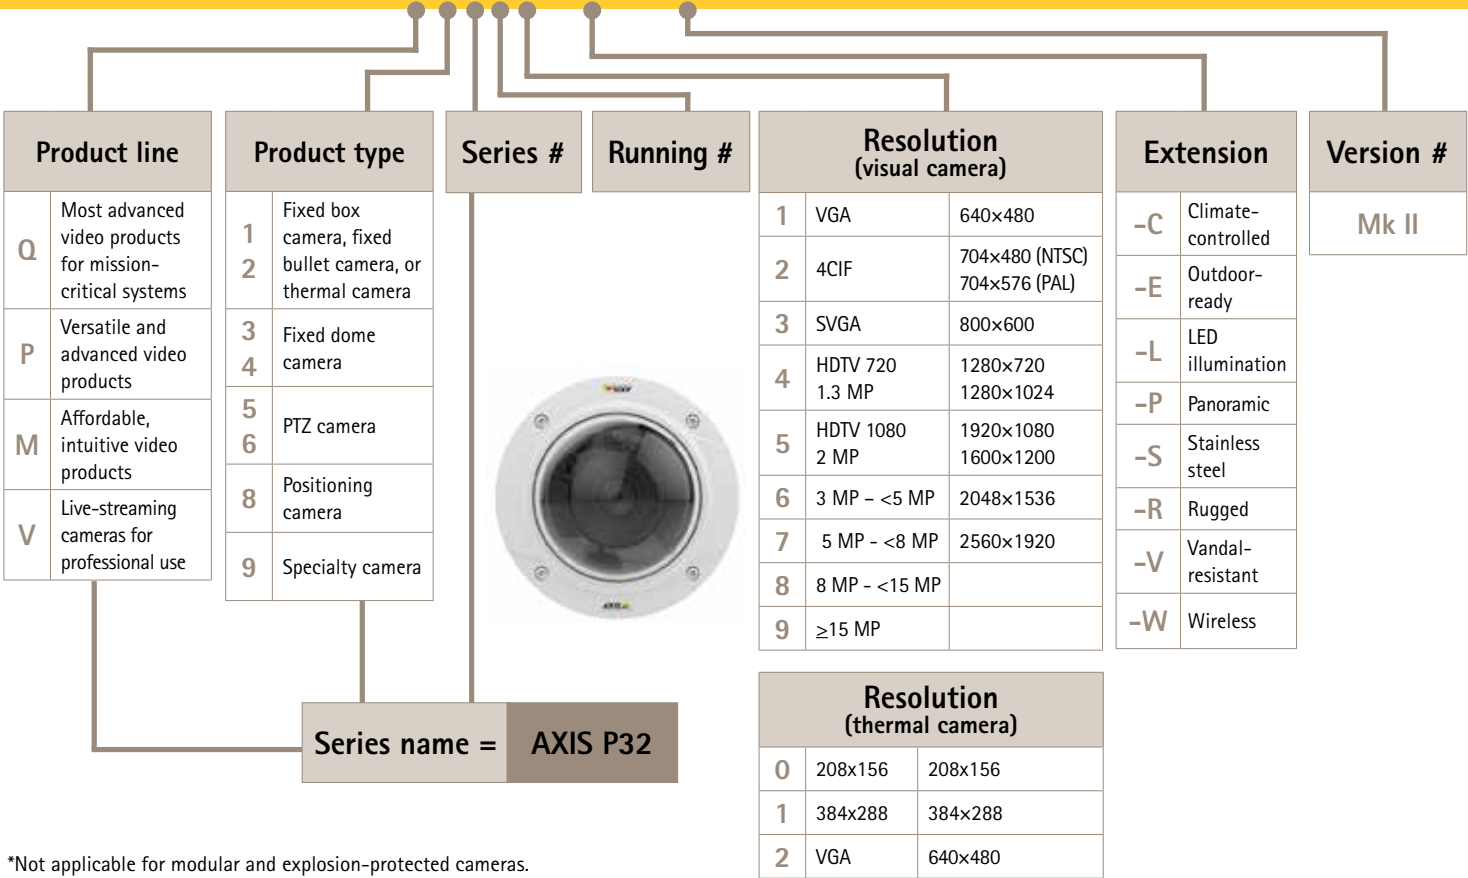 Product line
Q
Most advanced
video products
for mission-
critical systems
P
Versatile and
advanced video
products
M
Affordable,
intuitive video
products
V
Live-streaming
cameras for
professional use
Product type
1
2
Fixed box
camera, fixed
bullet camera, or
thermal camera
3
4
Fixed dome
camera
5
6
PTZ camera
8
Positioning
camera
9
Specialty camera
Series #
Running #
AXIS
Resolution
(visual camera)
1 VGA 640×480
2 4CIF 704×480 (NTSC)
704×576 (PAL)
3 SVGA 800×600
4 HDTV 720 1280×720
1.3 MP 1280×1024
5 HDTV 1080 1920×1080
2 MP 1600×1200
6 3 MP – <5 MP 2048×1536
7 5 MP - <8 MP 2560×1920
8 8 MP - <15 MP
9 ≥15 MP
Extension
-C Climate-
controlled
-E Outdoor-
ready
-L LED
illumination
-P Panoramic
-S Stainless
steel
-R Rugged
-V Vandal-
resistant
-W Wireless
Version #
Mk II
Series name = AXIS P32
Resolution
(thermal camera)
0 208x156 208x156
1 384x288 384×288
2 VGA 640×480
*Not applicable for modular and explosion-protected cameras.